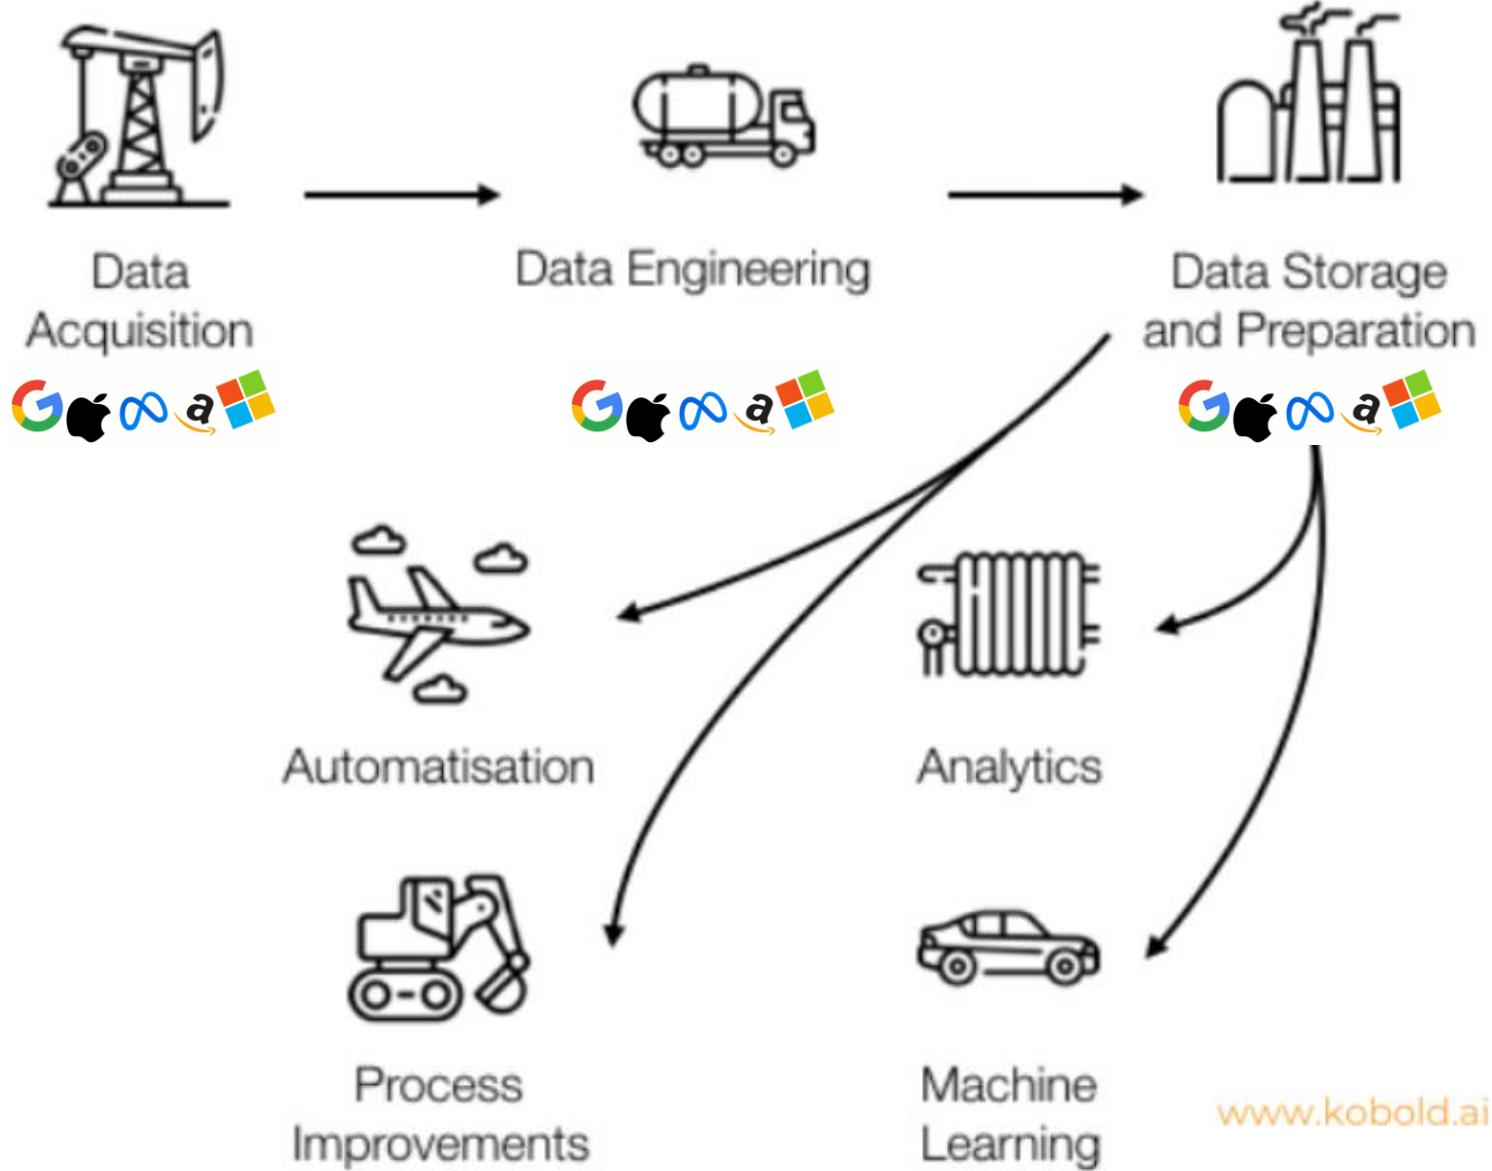 Data
Acquisition
Data Engineering
Data Storage
and Preparation
Automatisation
Analytics
Process
Improvements
Machine
Learning
www.kobold.ai